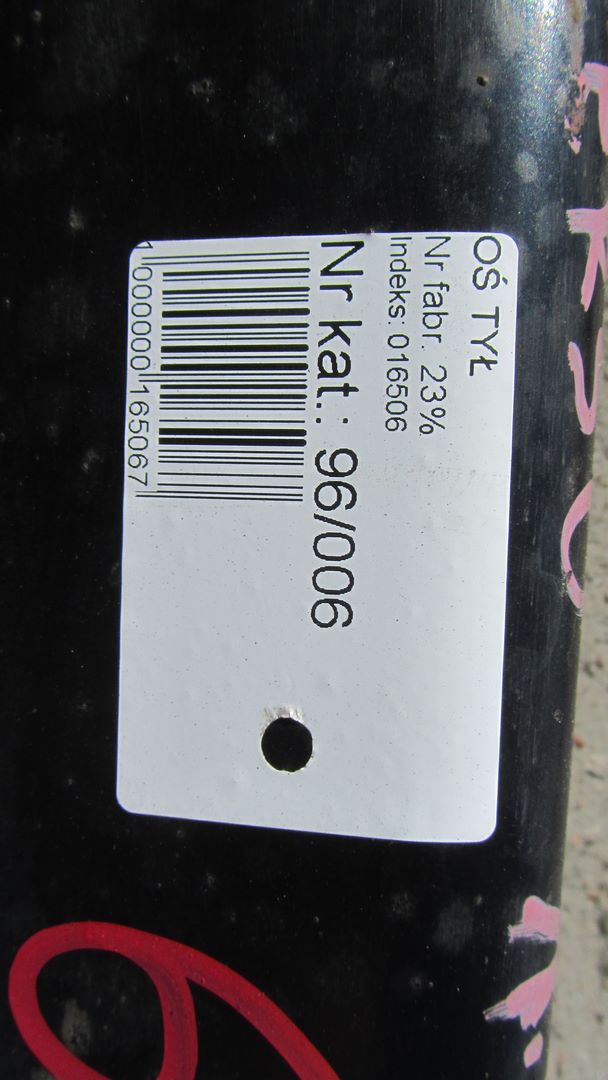 OŚ TYŁ
Nr fabr. 23%
Indeks: 016506
Nr kat.: 96/006
1000000165067